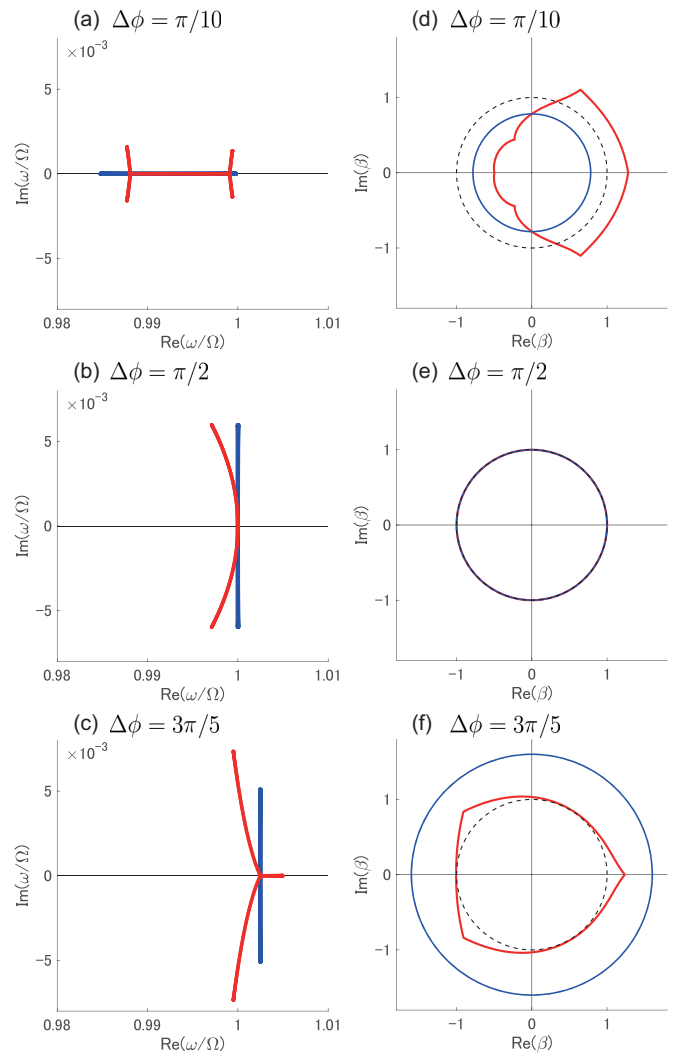 (a) Δϕ = π/10
×10⁻³
5
0
−5
Im(ω/Ω)
0.98 0.99 1 1.01
Re(ω/Ω)
(d) Δϕ = π/10
1
0
−1
Im(β)
−1 0 1
Re(β)
(b) Δϕ = π/2
×10⁻³
5
0
−5
Im(ω/Ω)
0.98 0.99 1 1.01
Re(ω/Ω)
(e) Δϕ = π/2
1
0
−1
Im(β)
−1 0 1
Re(β)
(c) Δϕ = 3π/5
×10⁻³
5
0
−5
Im(ω/Ω)
0.98 0.99 1 1.01
Re(ω/Ω)
(f) Δϕ = 3π/5
1
0
−1
Im(β)
−1 0 1
Re(β)